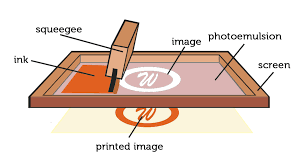 squeegee
image
photoemulsion
ink
screen
W
W
printed image